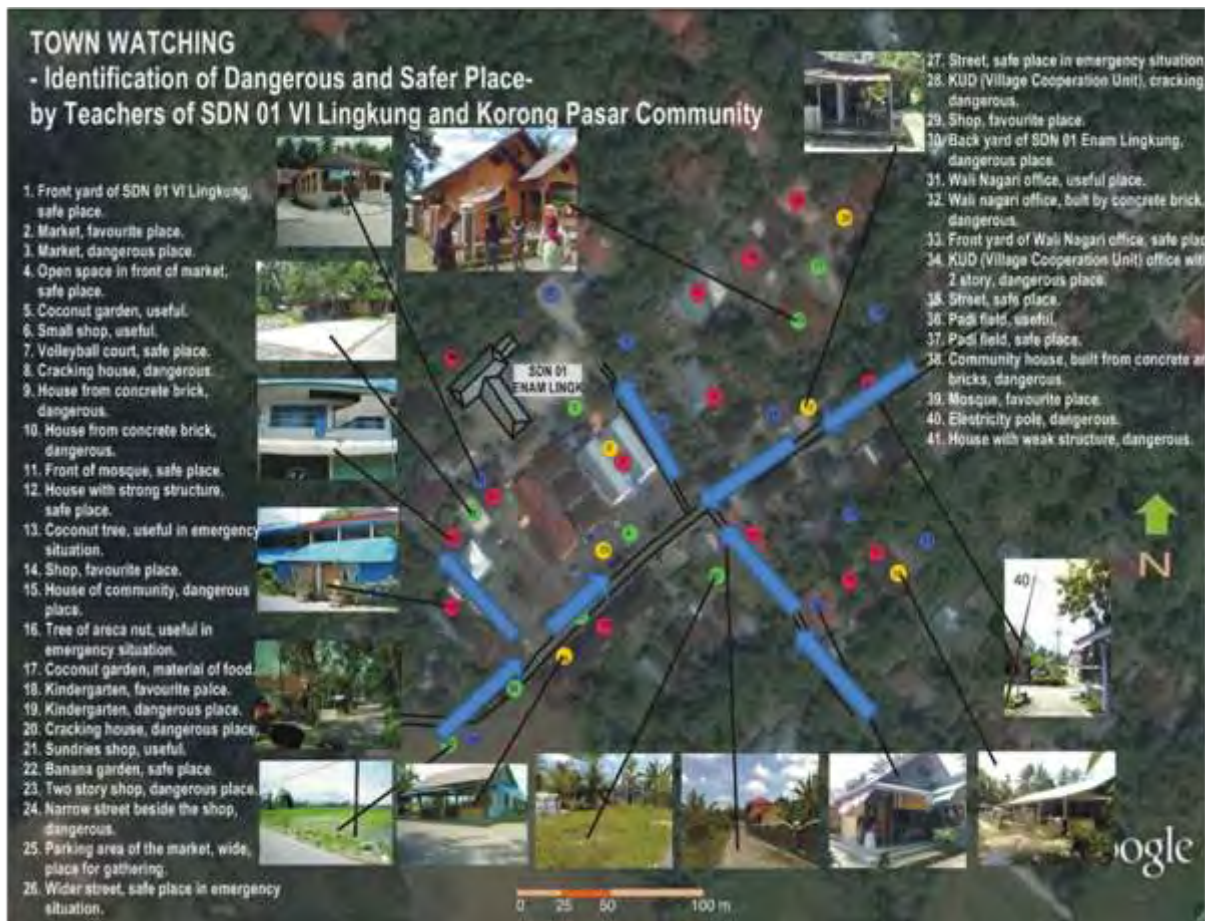 TOWN WATCHING
- Identification of Dangerous and Safer Place-
by Teachers of SDN 01 VI Lingkung and Korong Pasar Community
1. Front yard of SDN 01 VI Lingkung,
safe place.
2. Market, favourite place.
3. Market, dangerous place.
4. Open space in front of market,
safe place.
5. Coconut garden, useful.
6. Small shop, useful.
7. Volleyball court, safe place.
8. Cracking house, dangerous.
9. House from concrete brick,
dangerous.
10. House from concrete brick,
dangerous.
11. Front of mosque, safe place.
12. House with strong structure,
safe place.
13. Coconut tree, useful in emergency
situation.
14. Shop, favourite place.
15. House of community, dangerous
place.
16. Tree of areca nut, useful in
emergency situation.
17. Coconut garden, material of food.
18. Kindergarten, favourite palce.
19. Kindergarten, dangerous place.
20. Cracking house, dangerous place.
21. Sundries shop, useful.
22. Banana garden, safe place.
23. Two story shop, dangerous place.
24. Narrow street beside the shop,
dangerous.
25. Parking area of the market, wide,
place for gathering.
26. Wider street, safe place in emergency
situation.
27. Street, safe place in emergency situation
28. KUD (Village Cooperation Unit), cracking
dangerous.
29. Shop, favourite place.
30. Back yard of SDN 01 Enam Lingkung,
dangerous place.
31. Wali Nagari office, useful place.
32. Wali nagari office, built by concrete brick,
dangerous.
33. Front yard of Wali Nagari office, safe plac
34. KUD (Village Cooperation Unit) office wit
2 story, dangerous place.
35. Street, safe place.
36. Padi field, useful.
37. Padi field, safe place.
38. Community house, built from concrete an
bricks, dangerous.
39. Mosque, favourite place.
40. Electricity pole, dangerous.
41. House with weak structure, dangerous.
SDN 01
ENAM LINGK
40
N
oogle
0 25 50 100 m